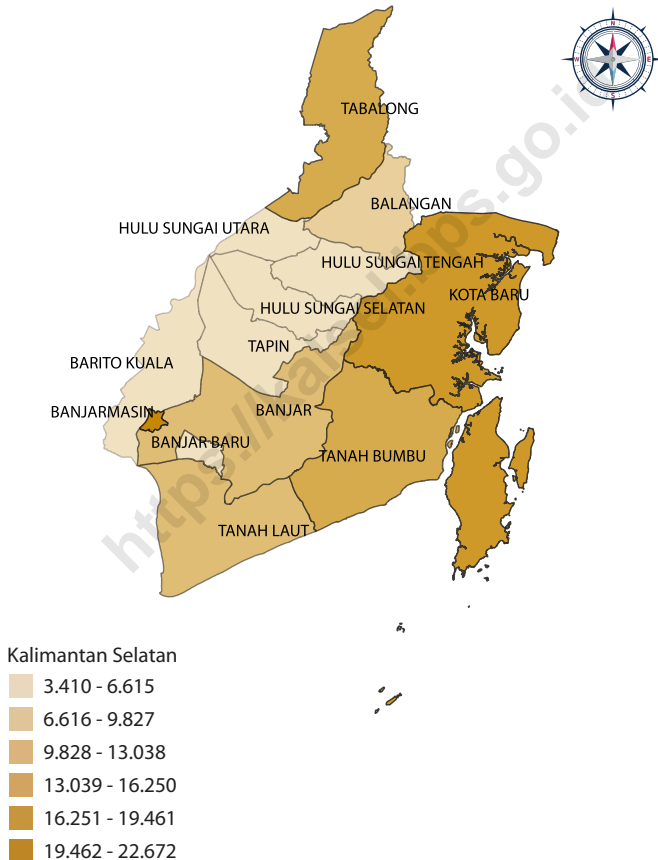 N
W E
S
TABALONG
BALANGAN
HULU SUNGAI UTARA
HULU SUNGAI TENGAH
KOTA BARU
HULU SUNGAI SELATAN
TAPIN
BARITO KUALA
BANJARMASIN
BANJAR
BANJAR BARU
TANAH BUMBU
TANAH LAUT
https://kalsel.bps.go.id
Kalimantan Selatan
3.410 - 6.615
6.616 - 9.827
9.828 - 13.038
13.039 - 16.250
16.251 - 19.461
19.462 - 22.672